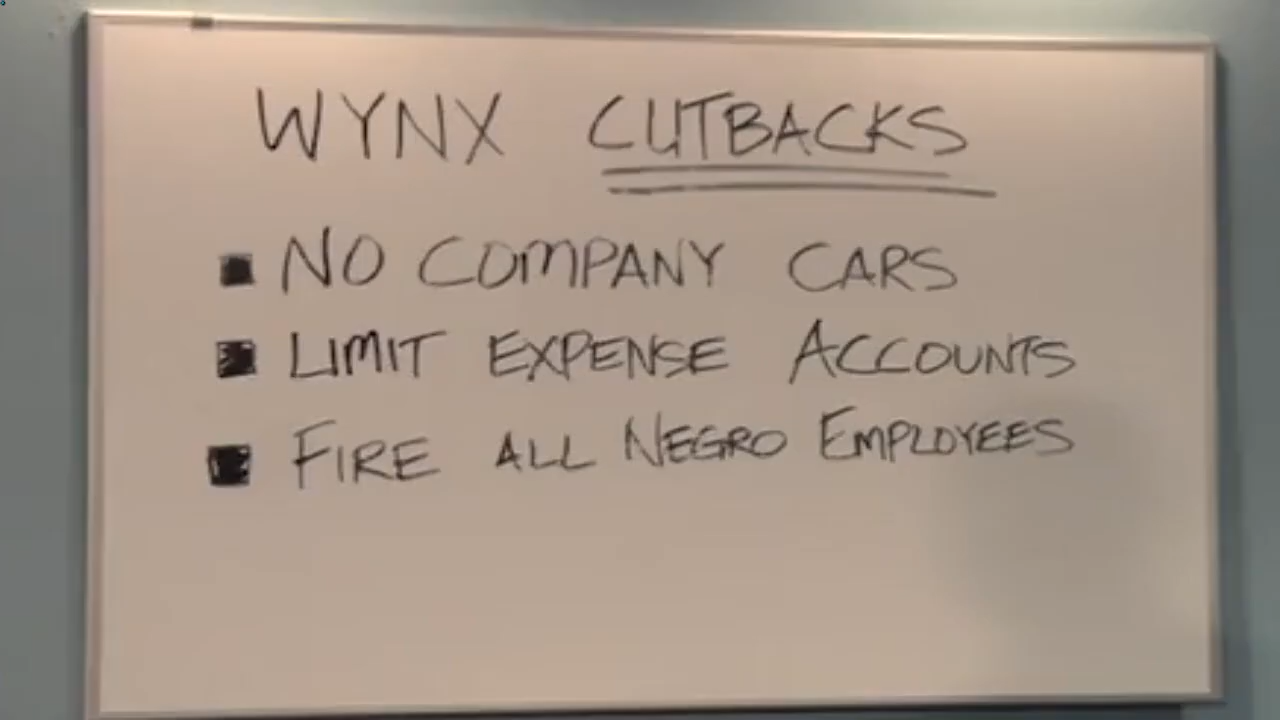 WYNX CUTBACKS
NO COMPANY CARS
LIMIT EXPENSE ACCOUNTS
FIRE ALL NEGRO EMPLOYEES